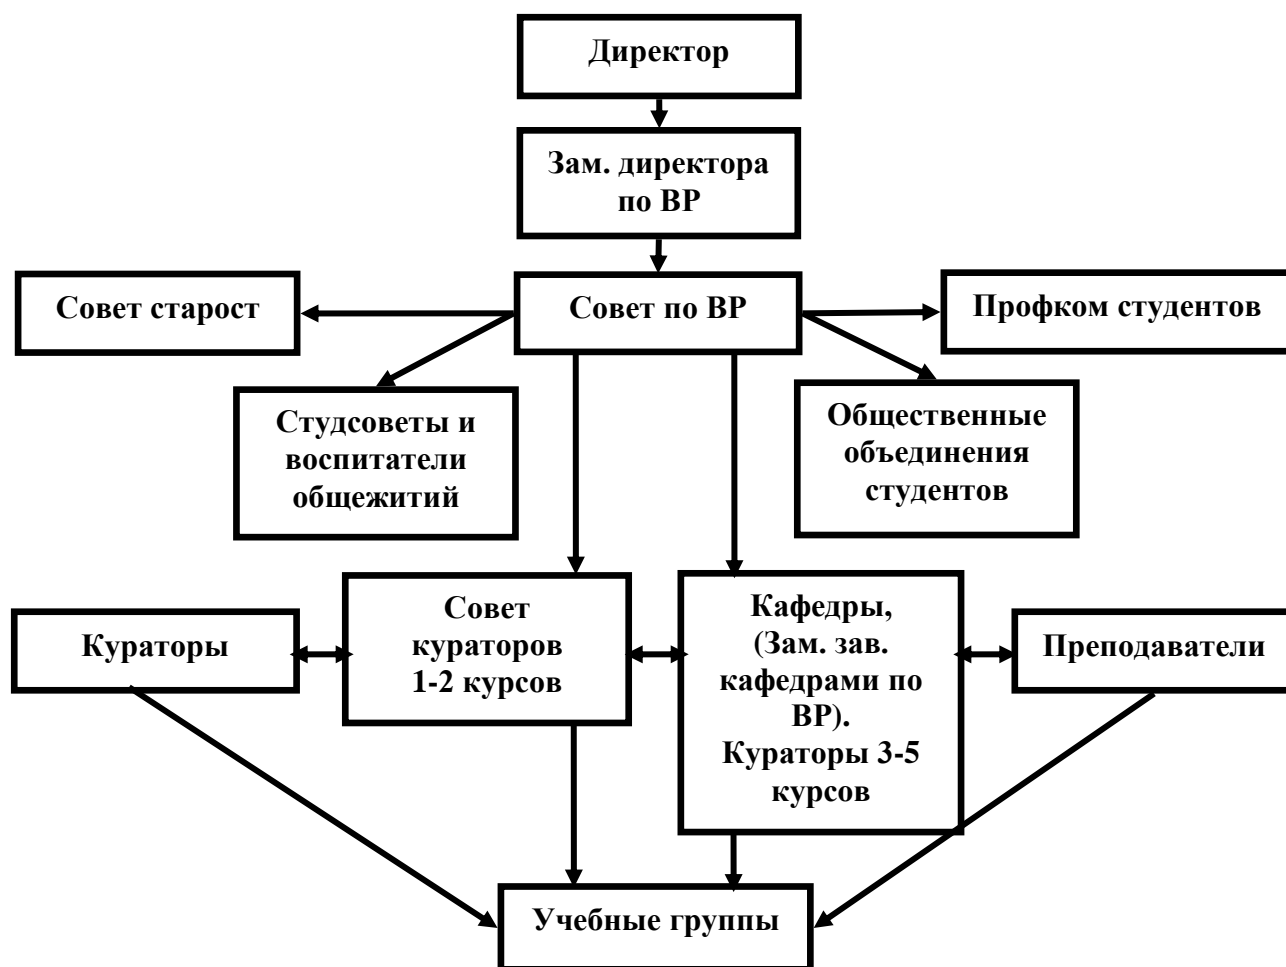 Директор
Зам. директора
по ВР
Совет старост
Совет по ВР
Профком студентов
Студсоветы и
воспитатели
общежитий
Общественные
объединения
студентов
Кураторы
Совет
кураторов
1-2 курсов
Кафедры,
(Зам. зав.
кафедрами по
ВР).
Кураторы 3-5
курсов
Преподаватели
Учебные группы